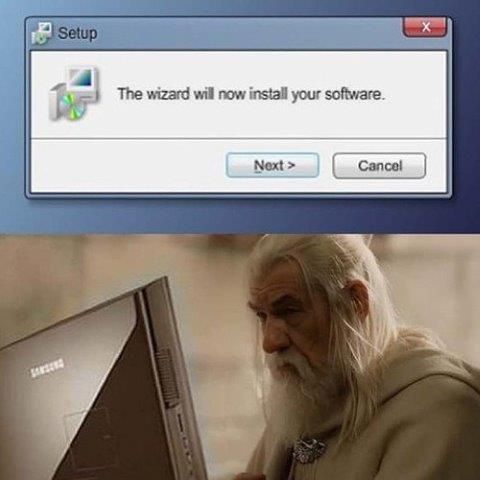 Setup
X
The wizard will now install your software.
Next >
Cancel
SAMSUNG